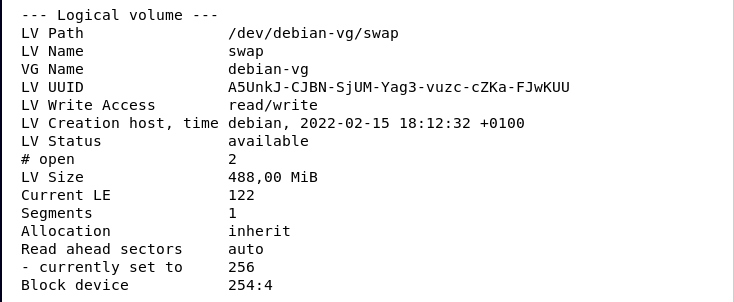 --- Logical volume ---
LV Path                /dev/debian-vg/swap
LV Name                swap
VG Name                debian-vg
LV UUID                A5UnkJ-CJBN-SjUM-Yag3-vuzc-cZKa-FJwKUU
LV Write Access        read/write
LV Creation host, time debian, 2022-02-15 18:12:32 +0100
LV Status              available
# open                 2
LV Size                488,00 MiB
Current LE             122
Segments               1
Allocation             inherit
Read ahead sectors     auto
- currently set to     256
Block device           254:4